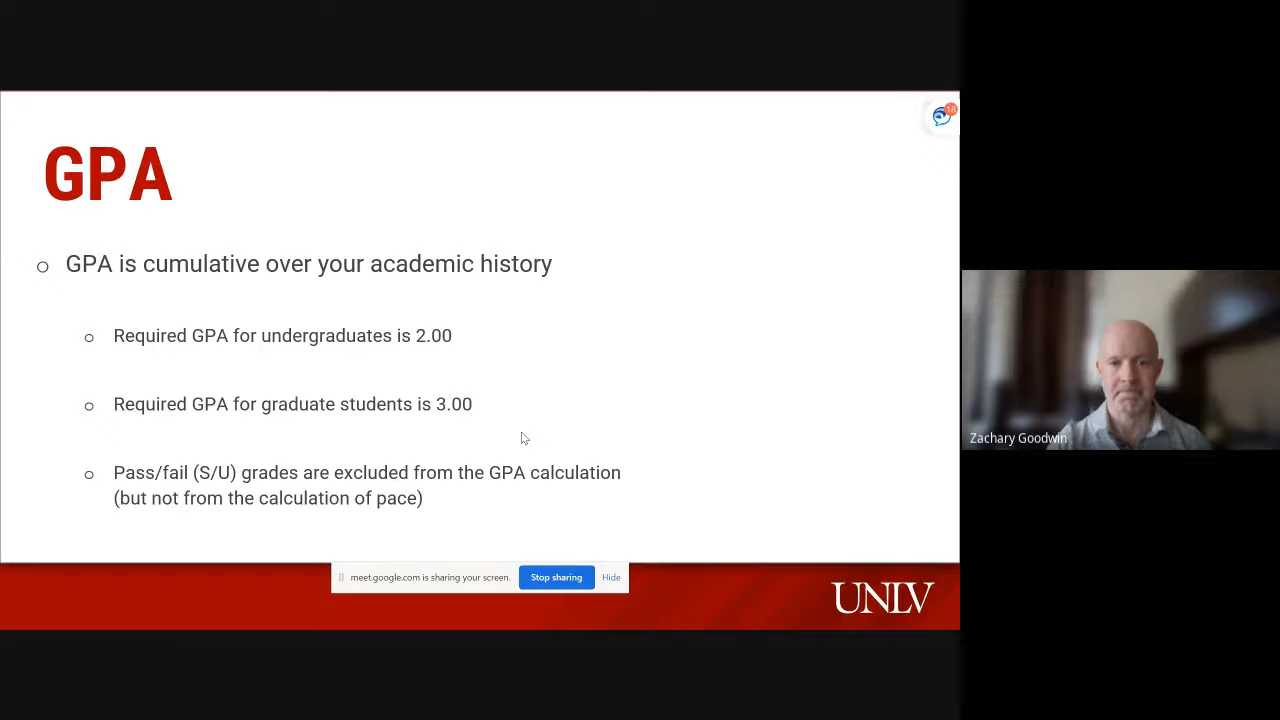 GPA
GPA is cumulative over your academic history
Required GPA for undergraduates is 2.00
Required GPA for graduate students is 3.00
Pass/fail (S/U) grades are excluded from the GPA calculation
(but not from the calculation of pace)
meet.google.com is sharing your screen.
Stop sharing
Hide
UNLV
Zachary Goodwin